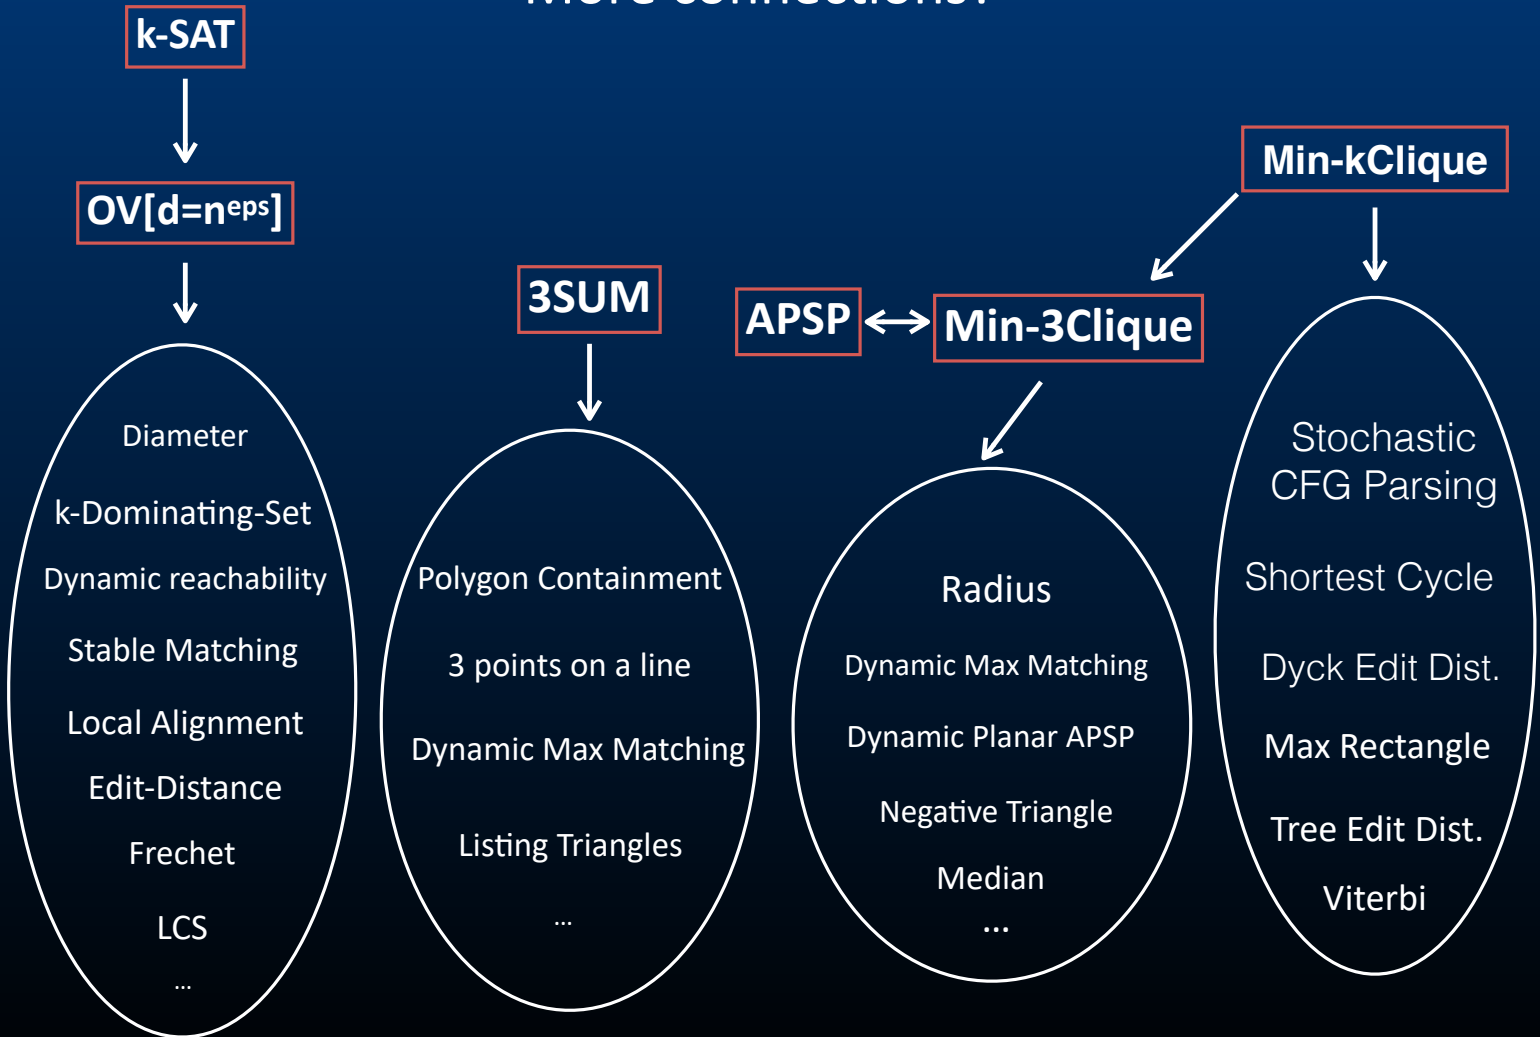 More connections?
k-SAT
OV[d=n^eps]
Diameter
k-Dominating-Set
Dynamic reachability
Stable Matching
Local Alignment
Edit-Distance
Frechet
LCS
...
3SUM
Polygon Containment
3 points on a line
Dynamic Max Matching
Listing Triangles
...
APSP
Min-3Clique
Radius
Dynamic Max Matching
Dynamic Planar APSP
Negative Triangle
Median
...
Min-kClique
Stochastic
CFG Parsing
Shortest Cycle
Dyck Edit Dist.
Max Rectangle
Tree Edit Dist.
Viterbi